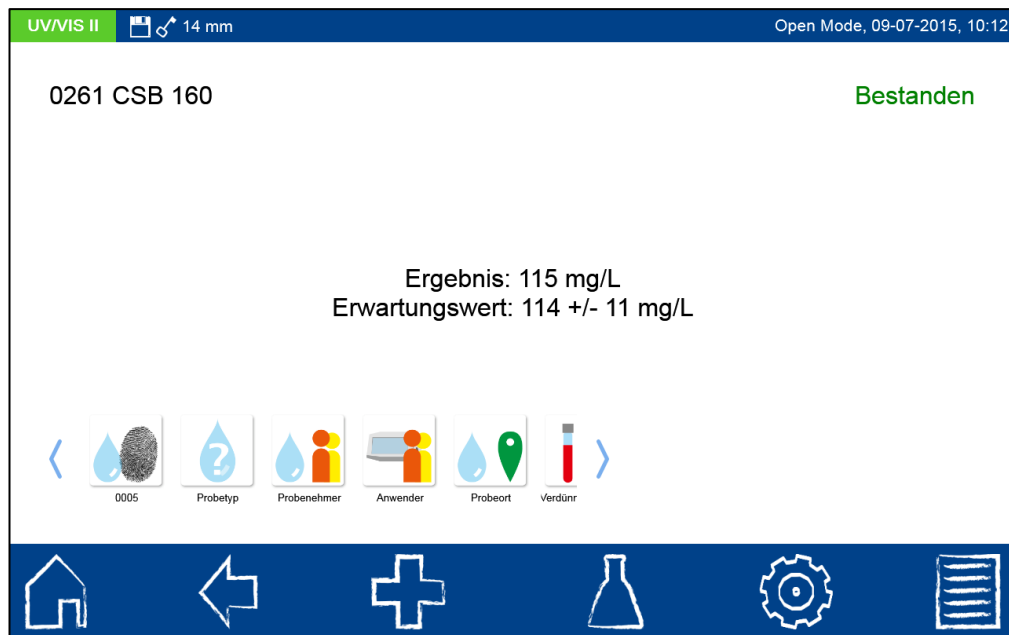 UV/VIS II 14 mm Open Mode, 09-07-2015, 10:12
0261 CSB 160 Bestanden
Ergebnis: 115 mg/L
Erwartungswert: 114 +/- 11 mg/L
0005 Probetyp Probenehmer Anwender Probeort Verdünn